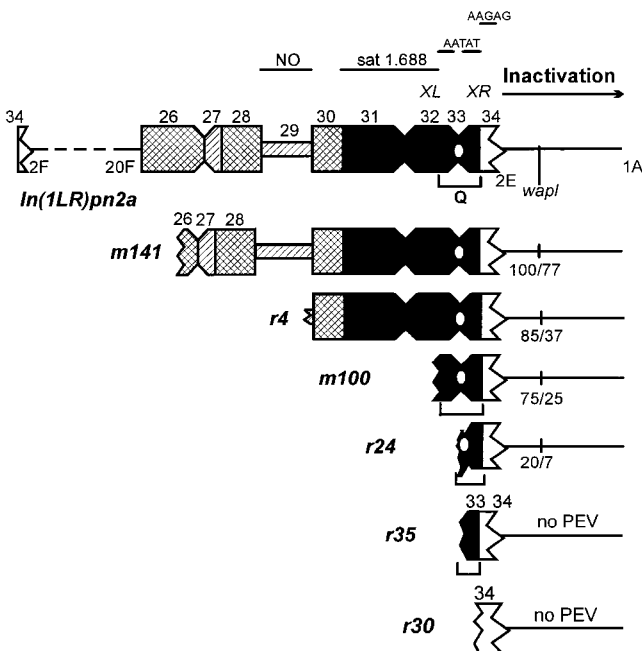 AAGAG
AATAT
NO sat 1.688
XL XR Inactivation
34 26 27 28 29 30 31 32 33 34
2F 20F 2E wapl 1A
In(1LR)pn2a Q
26 27 28
m141 100/77
r4 85/37
m100 75/25
r24 20/7
33 34
r35 no PEV
34
r30 no PEV